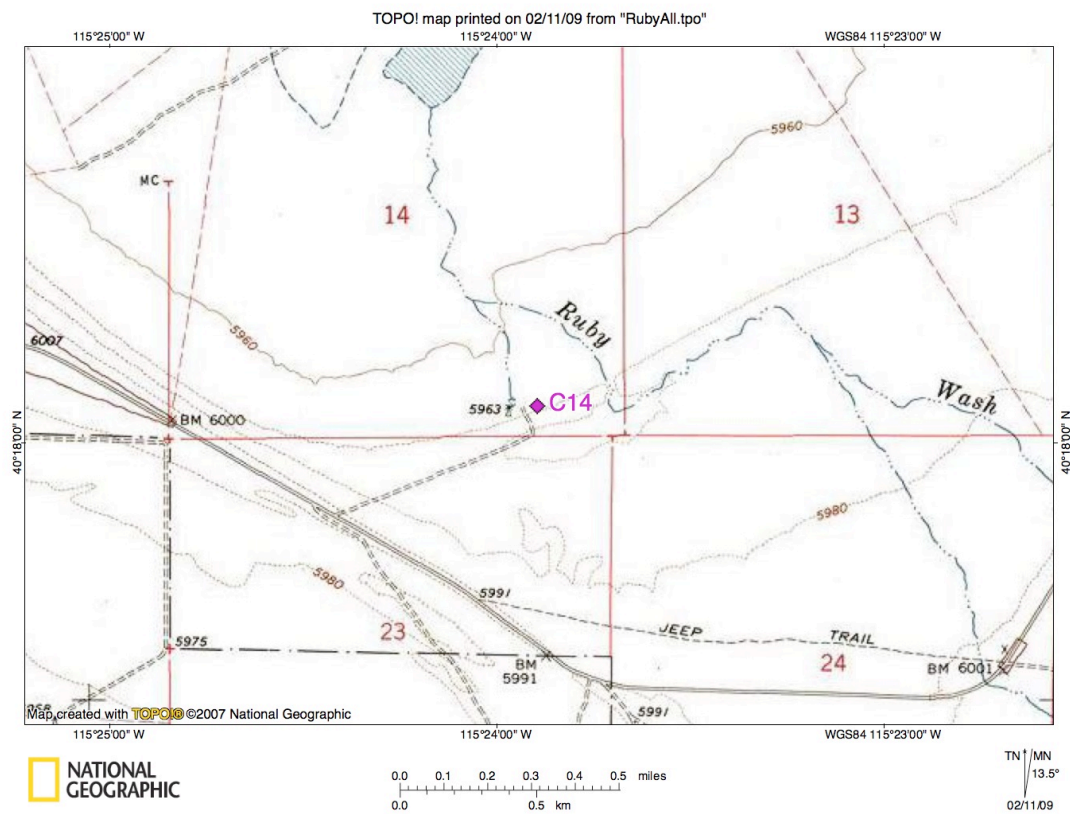 TOPO! map printed on 02/11/09 from "RubyAll.tpo"
115°25'00" W 115°24'00" W WGS84 115°23'00" W
5960
MC
14
13
Ruby
5960
6007
Wash
5963
C14
BM 6000
40°18'00" N
40°18'00" N
5980
5980
5991
JEEP TRAIL
23
5975
24
BM 5991
BM 6001
5991
Map created with TOPO!® ©2007 National Geographic
115°25'00" W 115°24'00" W WGS84 115°23'00" W
NATIONAL
GEOGRAPHIC
0.0 0.1 0.2 0.3 0.4 0.5 miles
0.0 0.5 km
TN MN
13.5°
02/11/09